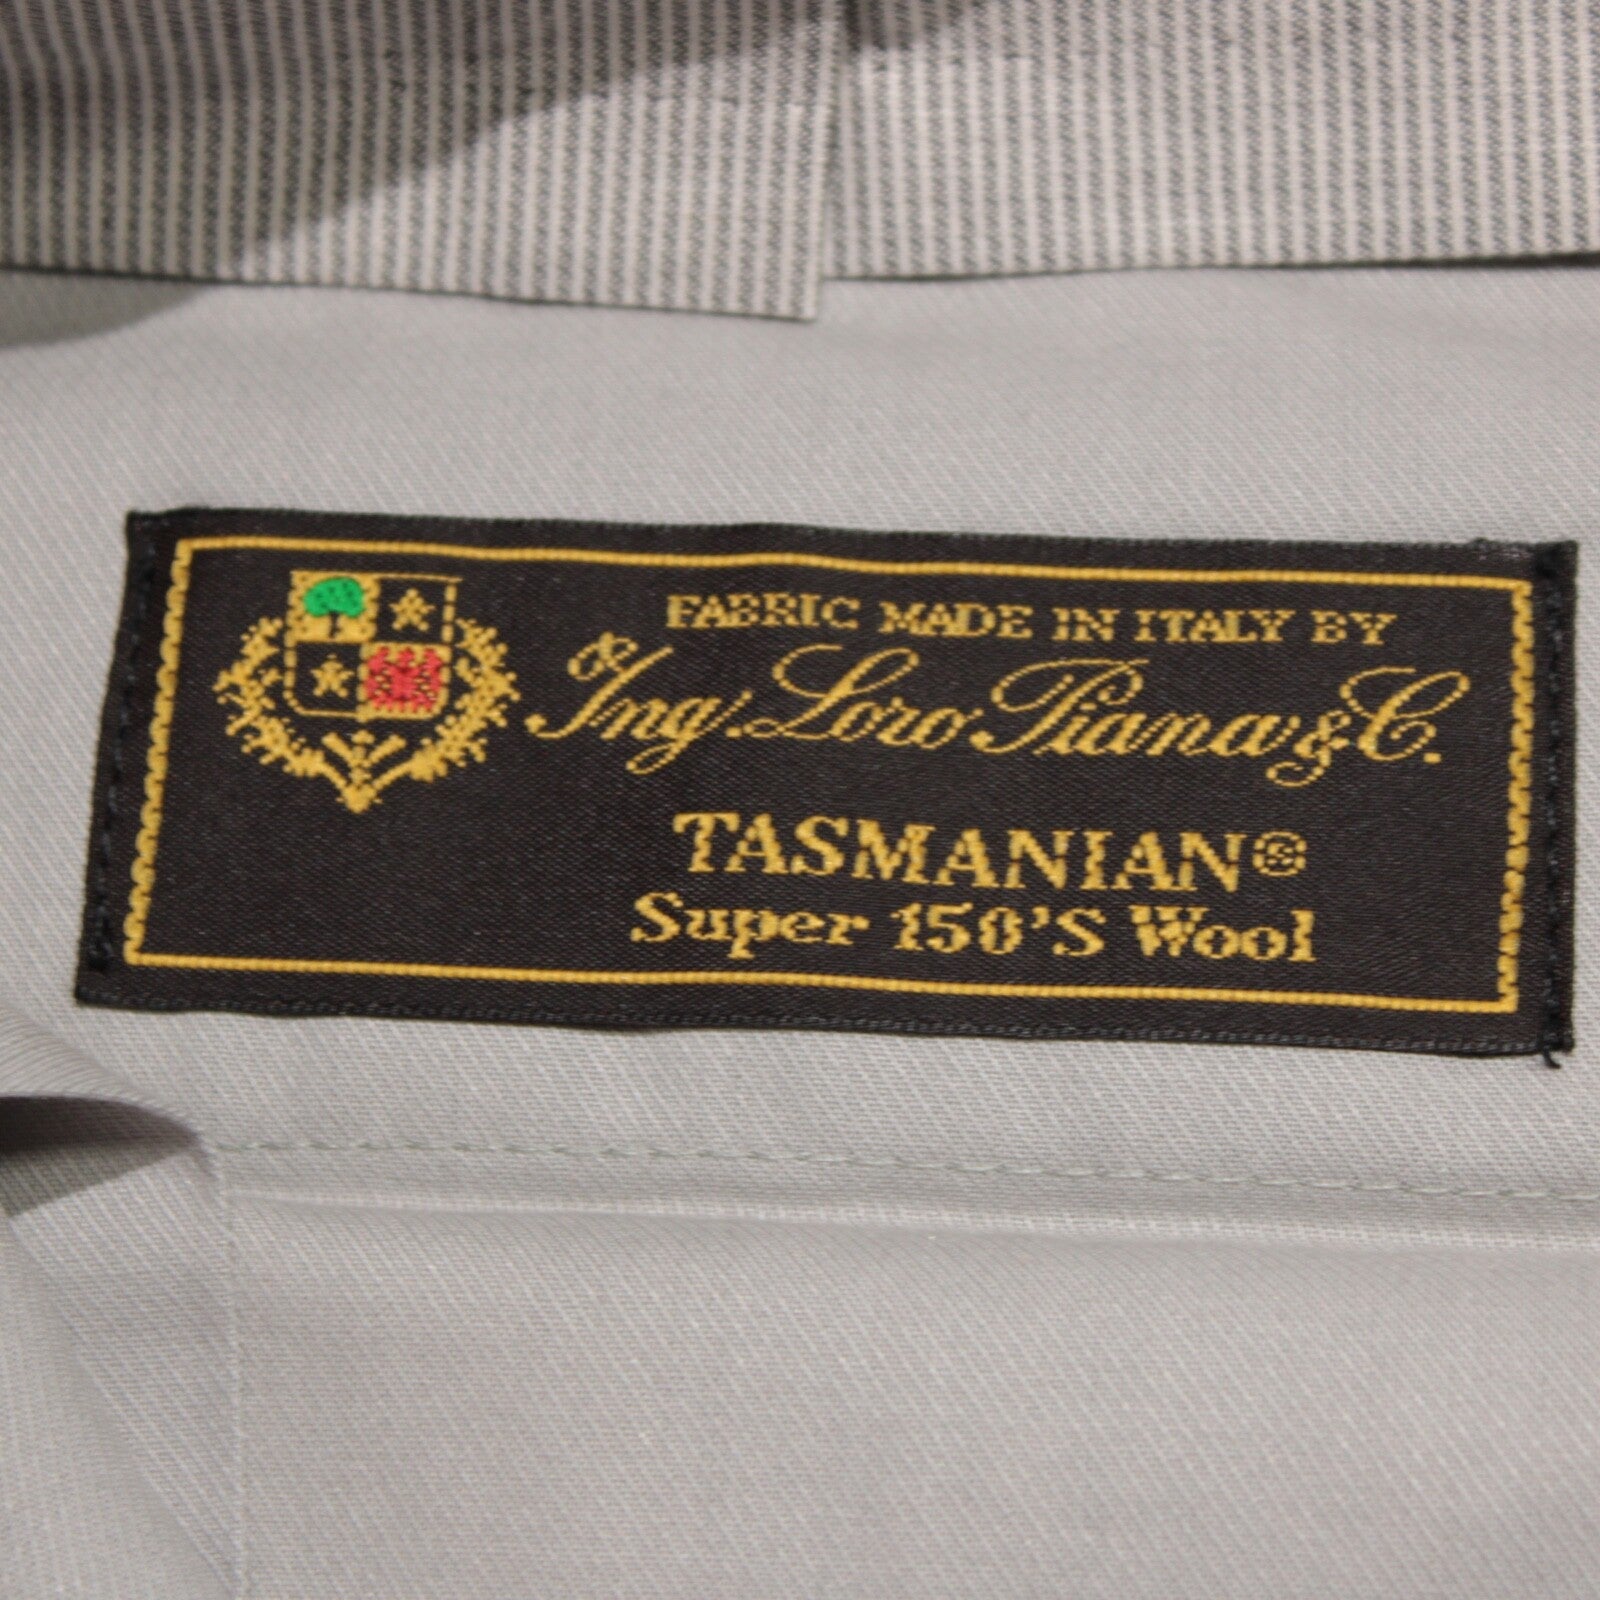 FABRIC MADE IN ITALY BY
Ing. Loro Piana & C.
TASMANIAN®
Super 150'S Wool